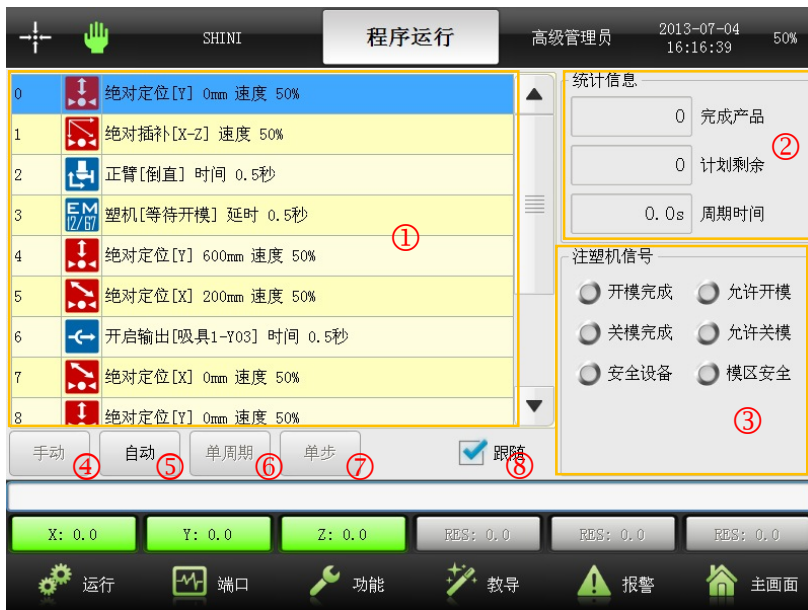 SHINI 程序运行 高级管理员 2013-07-04 16:16:39 50%
0 绝对定位[Y] 0mm 速度 50%
1 绝对插补[X-Z] 速度 50%
2 正臂[倒直] 时间 0.5秒
3 EM 12/67 塑机[等待开模] 延时 0.5秒
4 绝对定位[Y] 600mm 速度 50%
5 绝对定位[X] 200mm 速度 50%
6 开启输出[吸具1-Y03] 时间 0.5秒
7 绝对定位[X] 0mm 速度 50%
8 绝对定位[Y] 0mm 速度 50%
①
统计信息
0 完成产品
0 计划剩余
0.0s 周期时间
②
注塑机信号
开模完成 允许开模
关模完成 允许关模
安全设备 模区安全
③
手动 ④ 自动 ⑤ 单周期 ⑥ 单步 ⑦ 跟随 ⑧
X: 0.0 Y: 0.0 Z: 0.0 RES: 0.0 RES: 0.0 RES: 0.0
运行 端口 功能 教导 报警 主画面